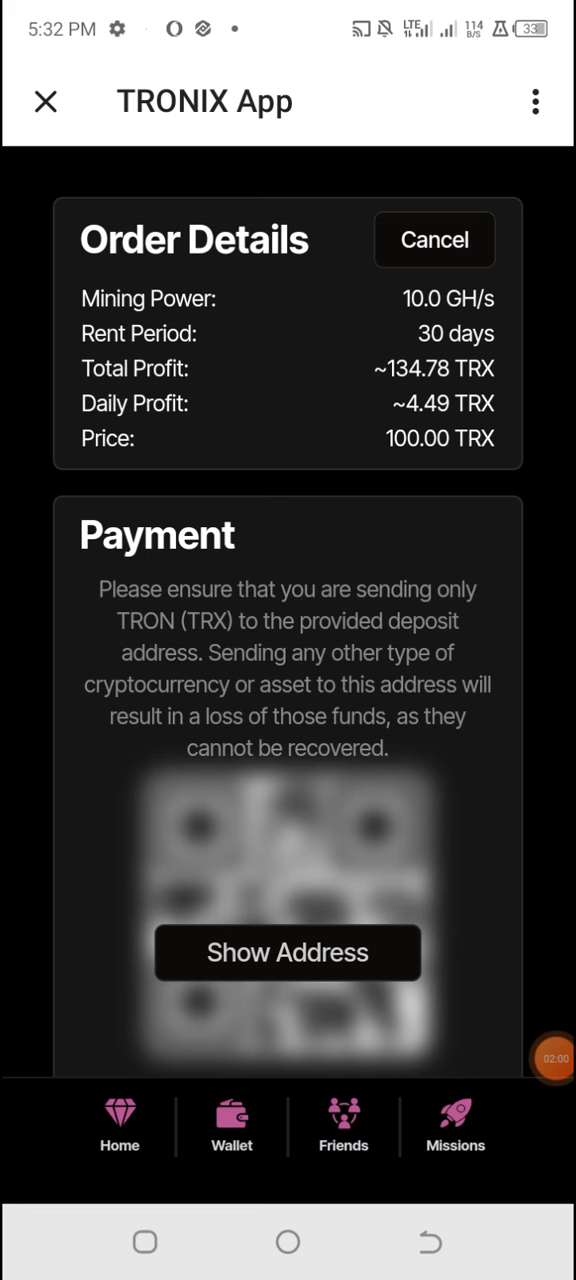 5:32 PM LTE 114 B/S 33
TRONIX App
Order Details Cancel
Mining Power: 10.0 GH/s
Rent Period: 30 days
Total Profit: ~134.78 TRX
Daily Profit: ~4.49 TRX
Price: 100.00 TRX
Payment
Please ensure that you are sending only
TRON (TRX) to the provided deposit
address. Sending any other type of
cryptocurrency or asset to this address will
result in a loss of those funds, as they
cannot be recovered.
Show Address
02:00
Home Wallet Friends Missions